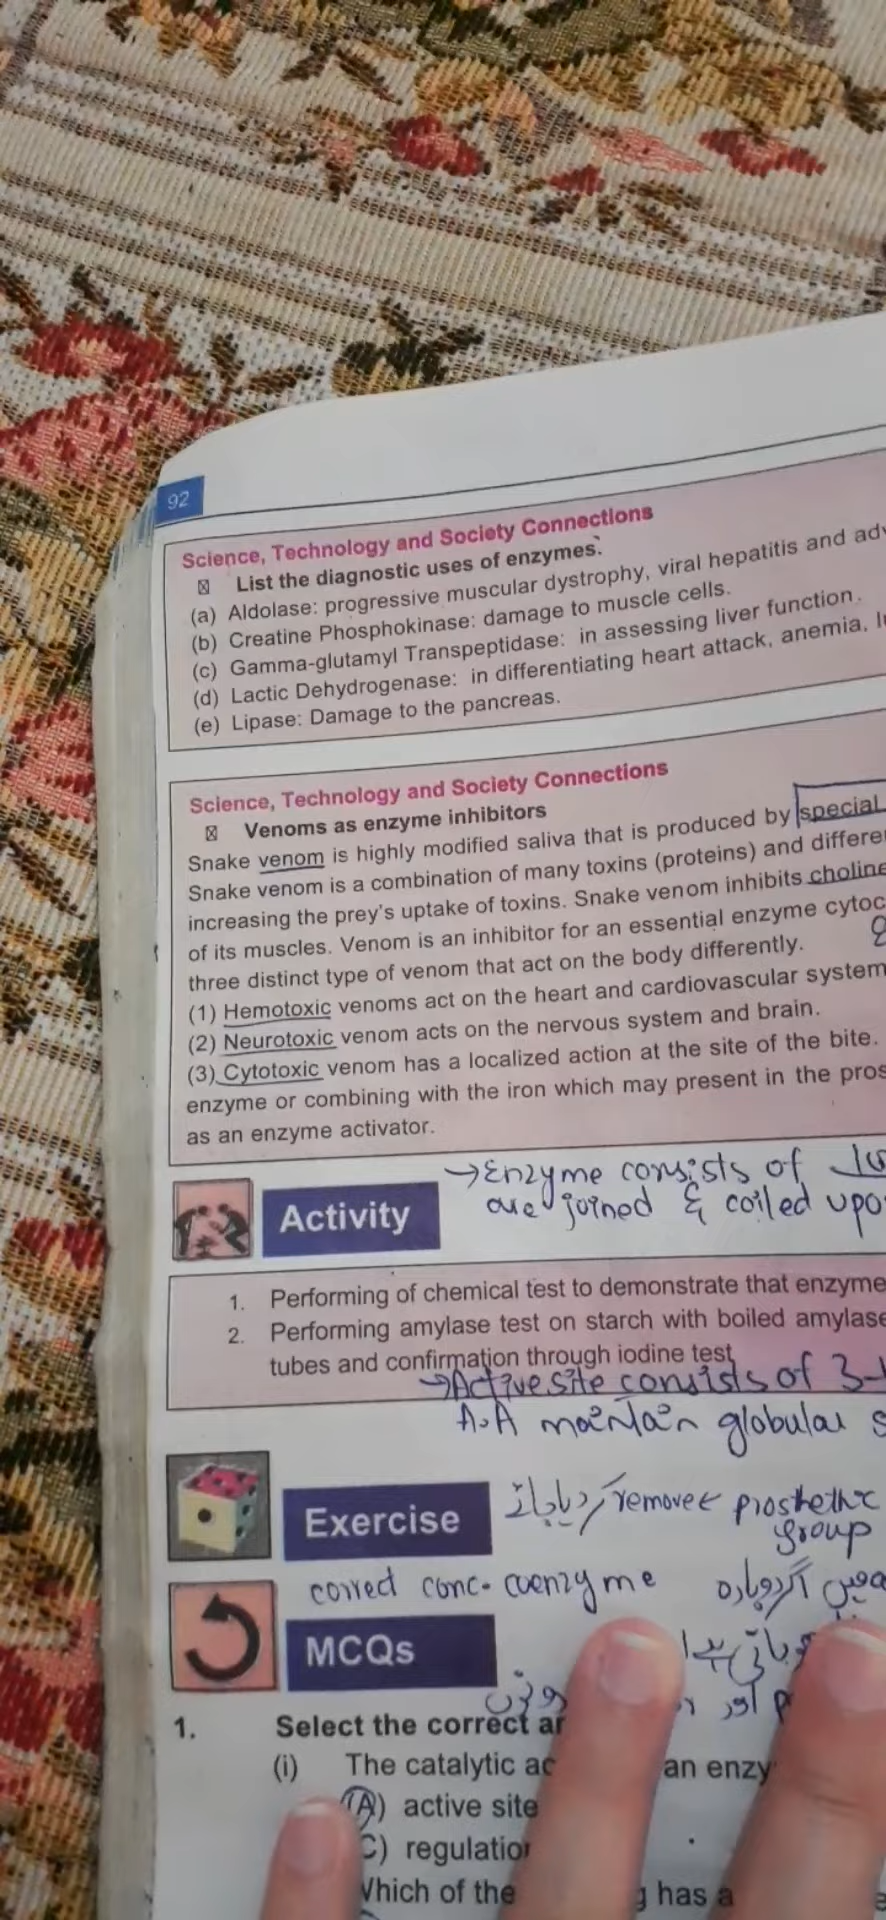 92
Science, Technology and Society Connections
☒ List the diagnostic uses of enzymes.
(a) Aldolase: progressive muscular dystrophy, viral hepatitis and adv
(b) Creatine Phosphokinase: damage to muscle cells.
(c) Gamma-glutamyl Transpeptidase: in assessing liver function.
(d) Lactic Dehydrogenase: in differentiating heart attack, anemia,
(e) Lipase: Damage to the pancreas.
Science, Technology and Society Connections
☒ Venoms as enzyme inhibitors
Snake venom is highly modified saliva that is produced by special
Snake venom is a combination of many toxins (proteins) and differe
increasing the prey's uptake of toxins. Snake venom inhibits choline
of its muscles. Venom is an inhibitor for an essential enzyme cytoc
three distinct type of venom that act on the body differently.
(1) Hemotoxic venoms act on the heart and cardiovascular system
(2) Neurotoxic venom acts on the nervous system and brain.
(3) Cytotoxic venom has a localized action at the site of the bite.
enzyme or combining with the iron which may present in the pros
as an enzyme activator.
→Enzyme consists of
are joined & coiled upo
Activity
1. Performing of chemical test to demonstrate that enzyme
2. Performing amylase test on starch with boiled amylase
tubes and confirmation through iodine test
→Active site consists of 3-
A.A maintain globular s
Exercise
remove prosthetic
group
correct conc. coenzyme
MCQs
1. Select the correct
(i) The catalytic ac an enzy
(A) active site
C) regulation
Which of the has a